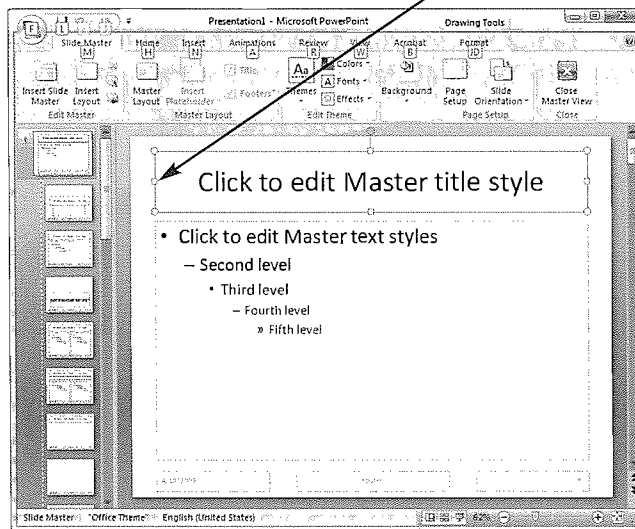 Presentation1 - Microsoft PowerPoint
Drawing Tools
F
1
Slide Master Home Insert Animations Review View Acrobat Format
M H N A R W B JD
Insert Slide Master
Insert Layout
Master Layout
Insert Placeholder
Title
Footers
Themes
Colors
Fonts
Effects
Background
Page Setup
Slide Orientation
Close Master View
Edit Master
Master Layout
Edit Theme
Page Setup
Close
Click to edit Master title style
• Click to edit Master text styles
– Second level
• Third level
– Fourth level
» Fifth level
Slide Master "Office Theme" English (United States) 62%